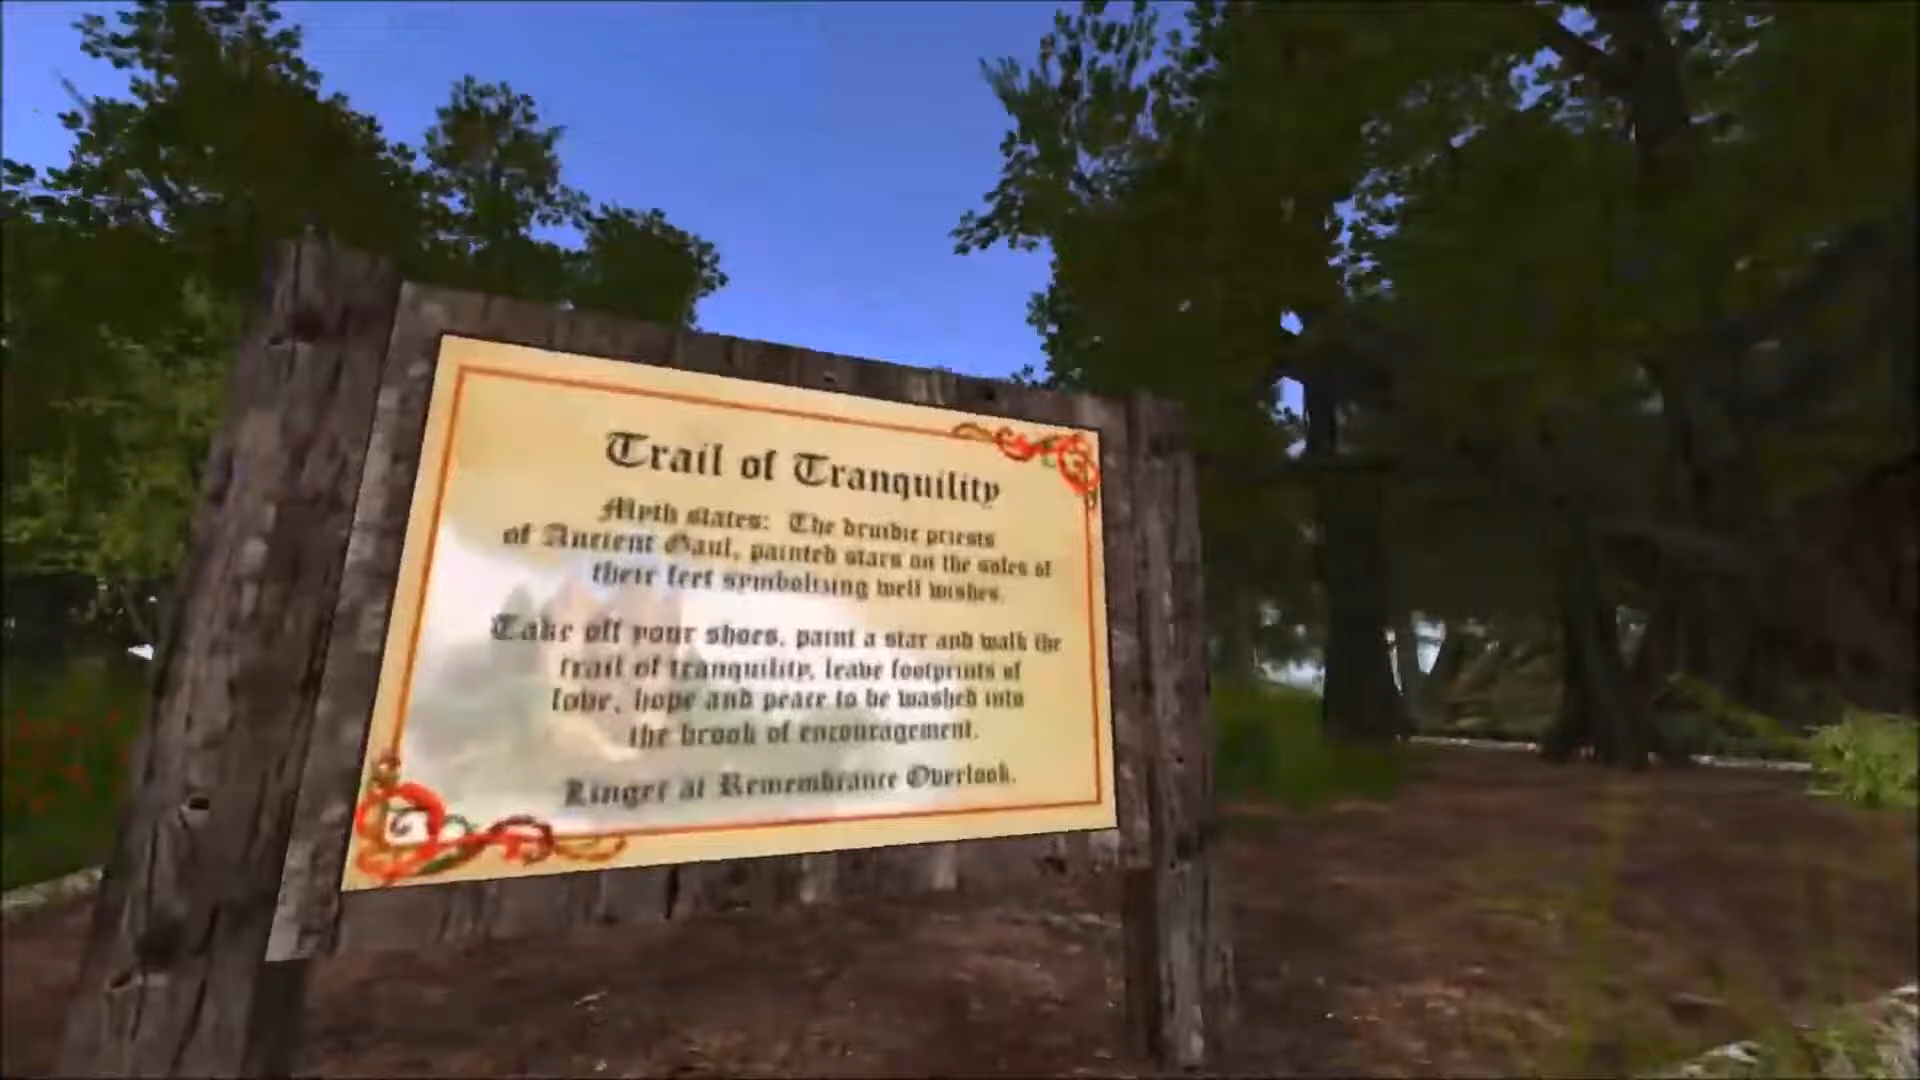 Trail of Tranquility
Myth states: The druidic priests
of Ancient Gaul, painted stars on the soles of
their feet symbolizing well wishes.
Take off your shoes, paint a star and walk the
trail of tranquility, leave footprints of
love, hope and peace to be washed into
the brook of encouragement.
Linger at Remembrance Overlook.